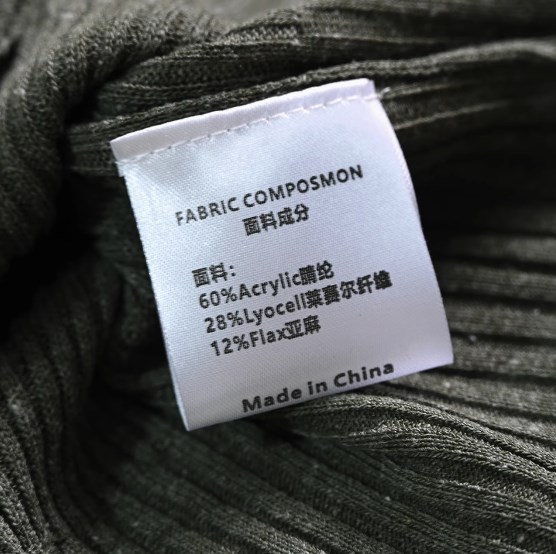 FABRIC COMPOSMON
面料成分
面料：
60%Acrylic腈纶
28%Lyocell莱赛尔纤维
12%Flax亚麻
Made in China